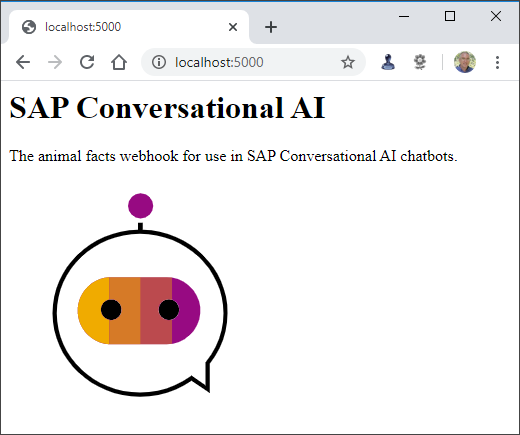 localhost:5000
localhost:5000
SAP Conversational AI
The animal facts webhook for use in SAP Conversational AI chatbots.